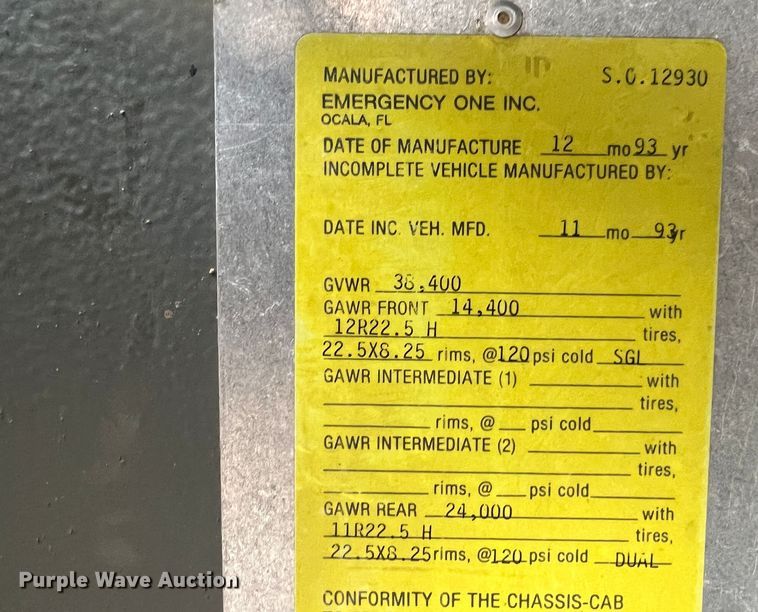 MANUFACTURED BY: S.O.12930
EMERGENCY ONE INC.
OCALA, FL
DATE OF MANUFACTURE 12 mo 93 yr
INCOMPLETE VEHICLE MANUFACTURED BY:
DATE INC. VEH. MFD. 11 mo 93 yr
GVWR 38,400
GAWR FRONT 14,400 with
12R22.5 H tires,
22.5X8.25 rims, @120 psi cold SGL
GAWR INTERMEDIATE (1) with
tires,
rims, @ psi cold
GAWR INTERMEDIATE (2) with
tires,
rims, @ psi cold
GAWR REAR 24,000 with
11R22.5 H tires,
22.5X8.25 rims, @120 psi cold DUAL
CONFORMITY OF THE CHASSIS-CAB
Purple Wave Auction